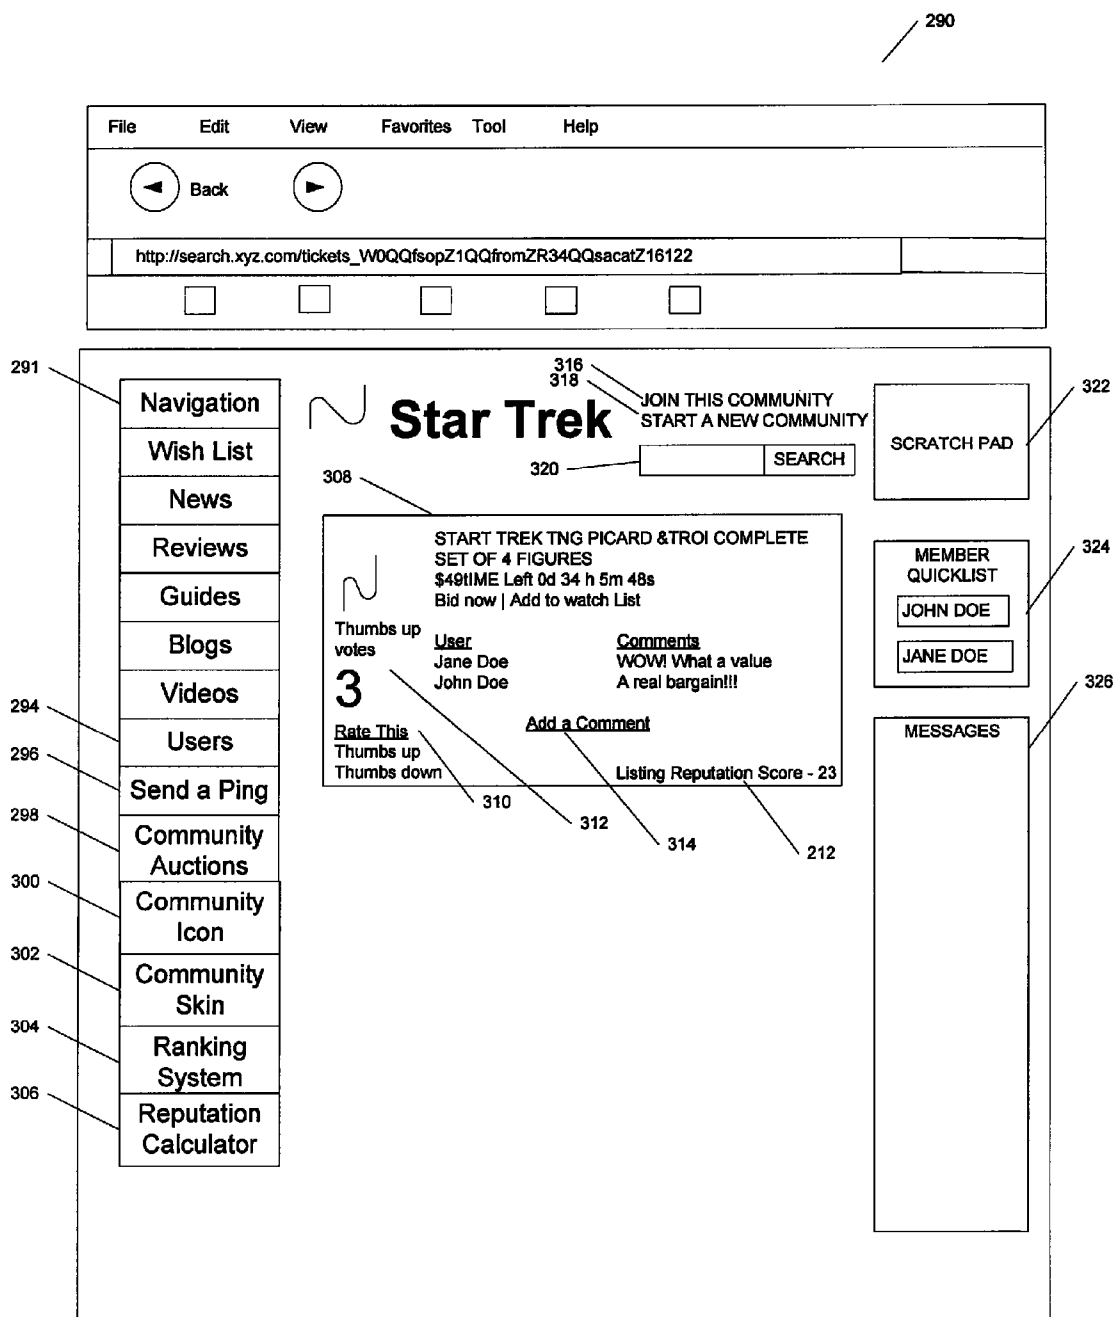 290
File Edit View Favorites Tool Help
Back
http://search.xyz.com/tickets_W0QQfsopZ1QQfromZR34QQsacatZ16122
291
Navigation
Wish List
News
Reviews
Guides
Blogs
Videos
294
Users
296
Send a Ping
298
Community
Auctions
300
Community
Icon
302
Community
Skin
304
Ranking
System
306
Reputation
Calculator
Star Trek
316
318
JOIN THIS COMMUNITY
START A NEW COMMUNITY
320
SEARCH
308
START TREK TNG PICARD &TROI COMPLETE
SET OF 4 FIGURES
$49tIME Left 0d 34 h 5m 48s
Bid now | Add to watch List
Thumbs up
votes
3
User Comments
Jane Doe WOW! What a value
John Doe A real bargain!!!
Add a Comment
Rate This
Thumbs up
Thumbs down
Listing Reputation Score - 23
310
312
314
212
SCRATCH PAD
322
MEMBER
QUICKLIST
JOHN DOE
JANE DOE
324
MESSAGES
326